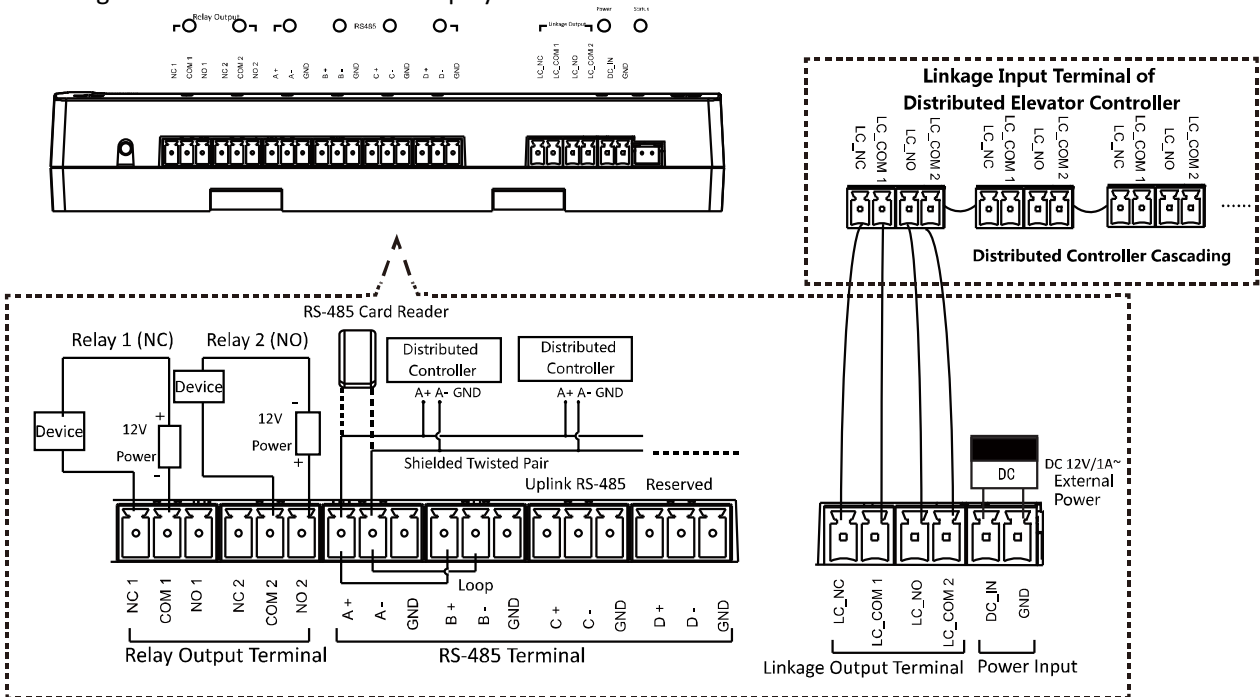 Relay Output
RS485
Linkage Output
Power
Status
NC 1
COM 1
NO 1
NC 2
COM 2
NO 2
A +
A -
GND
B +
B -
GND
C +
C -
GND
D +
D -
GND
LC_NC
LC_COM 1
LC_NO
LC_COM 2
DC_IN
GND
Linkage Input Terminal of
Distributed Elevator Controller
LC_NC
LC_COM 1
LC_NO
LC_COM 2
LC_NC
LC_COM 1
LC_NO
LC_COM 2
LC_NC
LC_COM 1
LC_NO
LC_COM 2
......
Distributed Controller Cascading
RS-485 Card Reader
Relay 1 (NC)
Relay 2 (NO)
Distributed
Controller
Distributed
Controller
A+ A- GND
A+ A- GND
Device
Device
+
12V
Power
-
-
12V
Power
+
Shielded Twisted Pair
Uplink RS-485
Reserved
DC
DC 12V/1A~
External
Power
Loop
NC 1
COM 1
NO 1
NC 2
COM 2
NO 2
A +
A -
GND
B +
B -
GND
C +
C -
GND
D +
D -
GND
LC_NC
LC_COM 1
LC_NO
LC_COM 2
DC_IN
GND
Relay Output Terminal
RS-485 Terminal
Linkage Output Terminal
Power Input